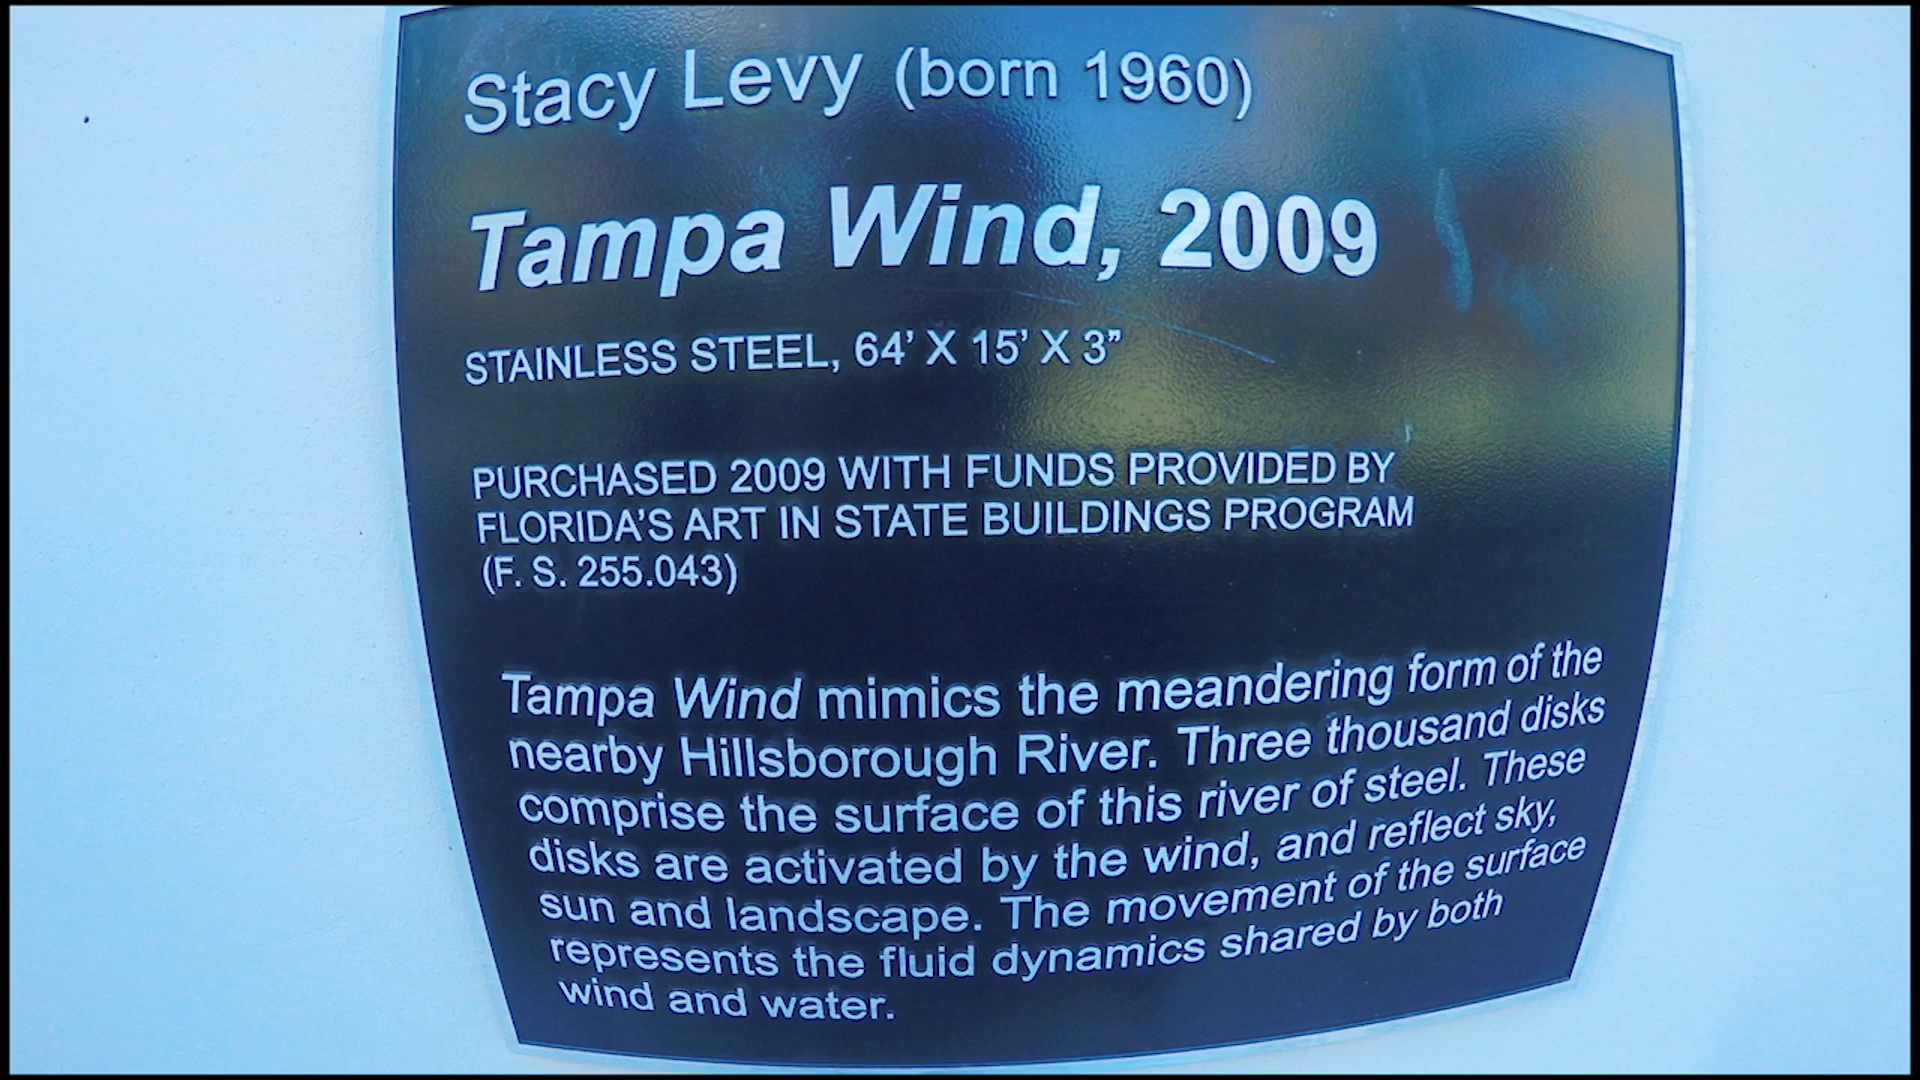 Stacy Levy (born 1960)
Tampa Wind, 2009
STAINLESS STEEL, 64' X 15' X 3"
PURCHASED 2009 WITH FUNDS PROVIDED BY
FLORIDA'S ART IN STATE BUILDINGS PROGRAM
(F. S. 255.043)
Tampa Wind mimics the meandering form of the
nearby Hillsborough River. Three thousand disks
comprise the surface of this river of steel. These
disks are activated by the wind, and reflect sky,
sun and landscape. The movement of the surface
represents the fluid dynamics shared by both
wind and water.